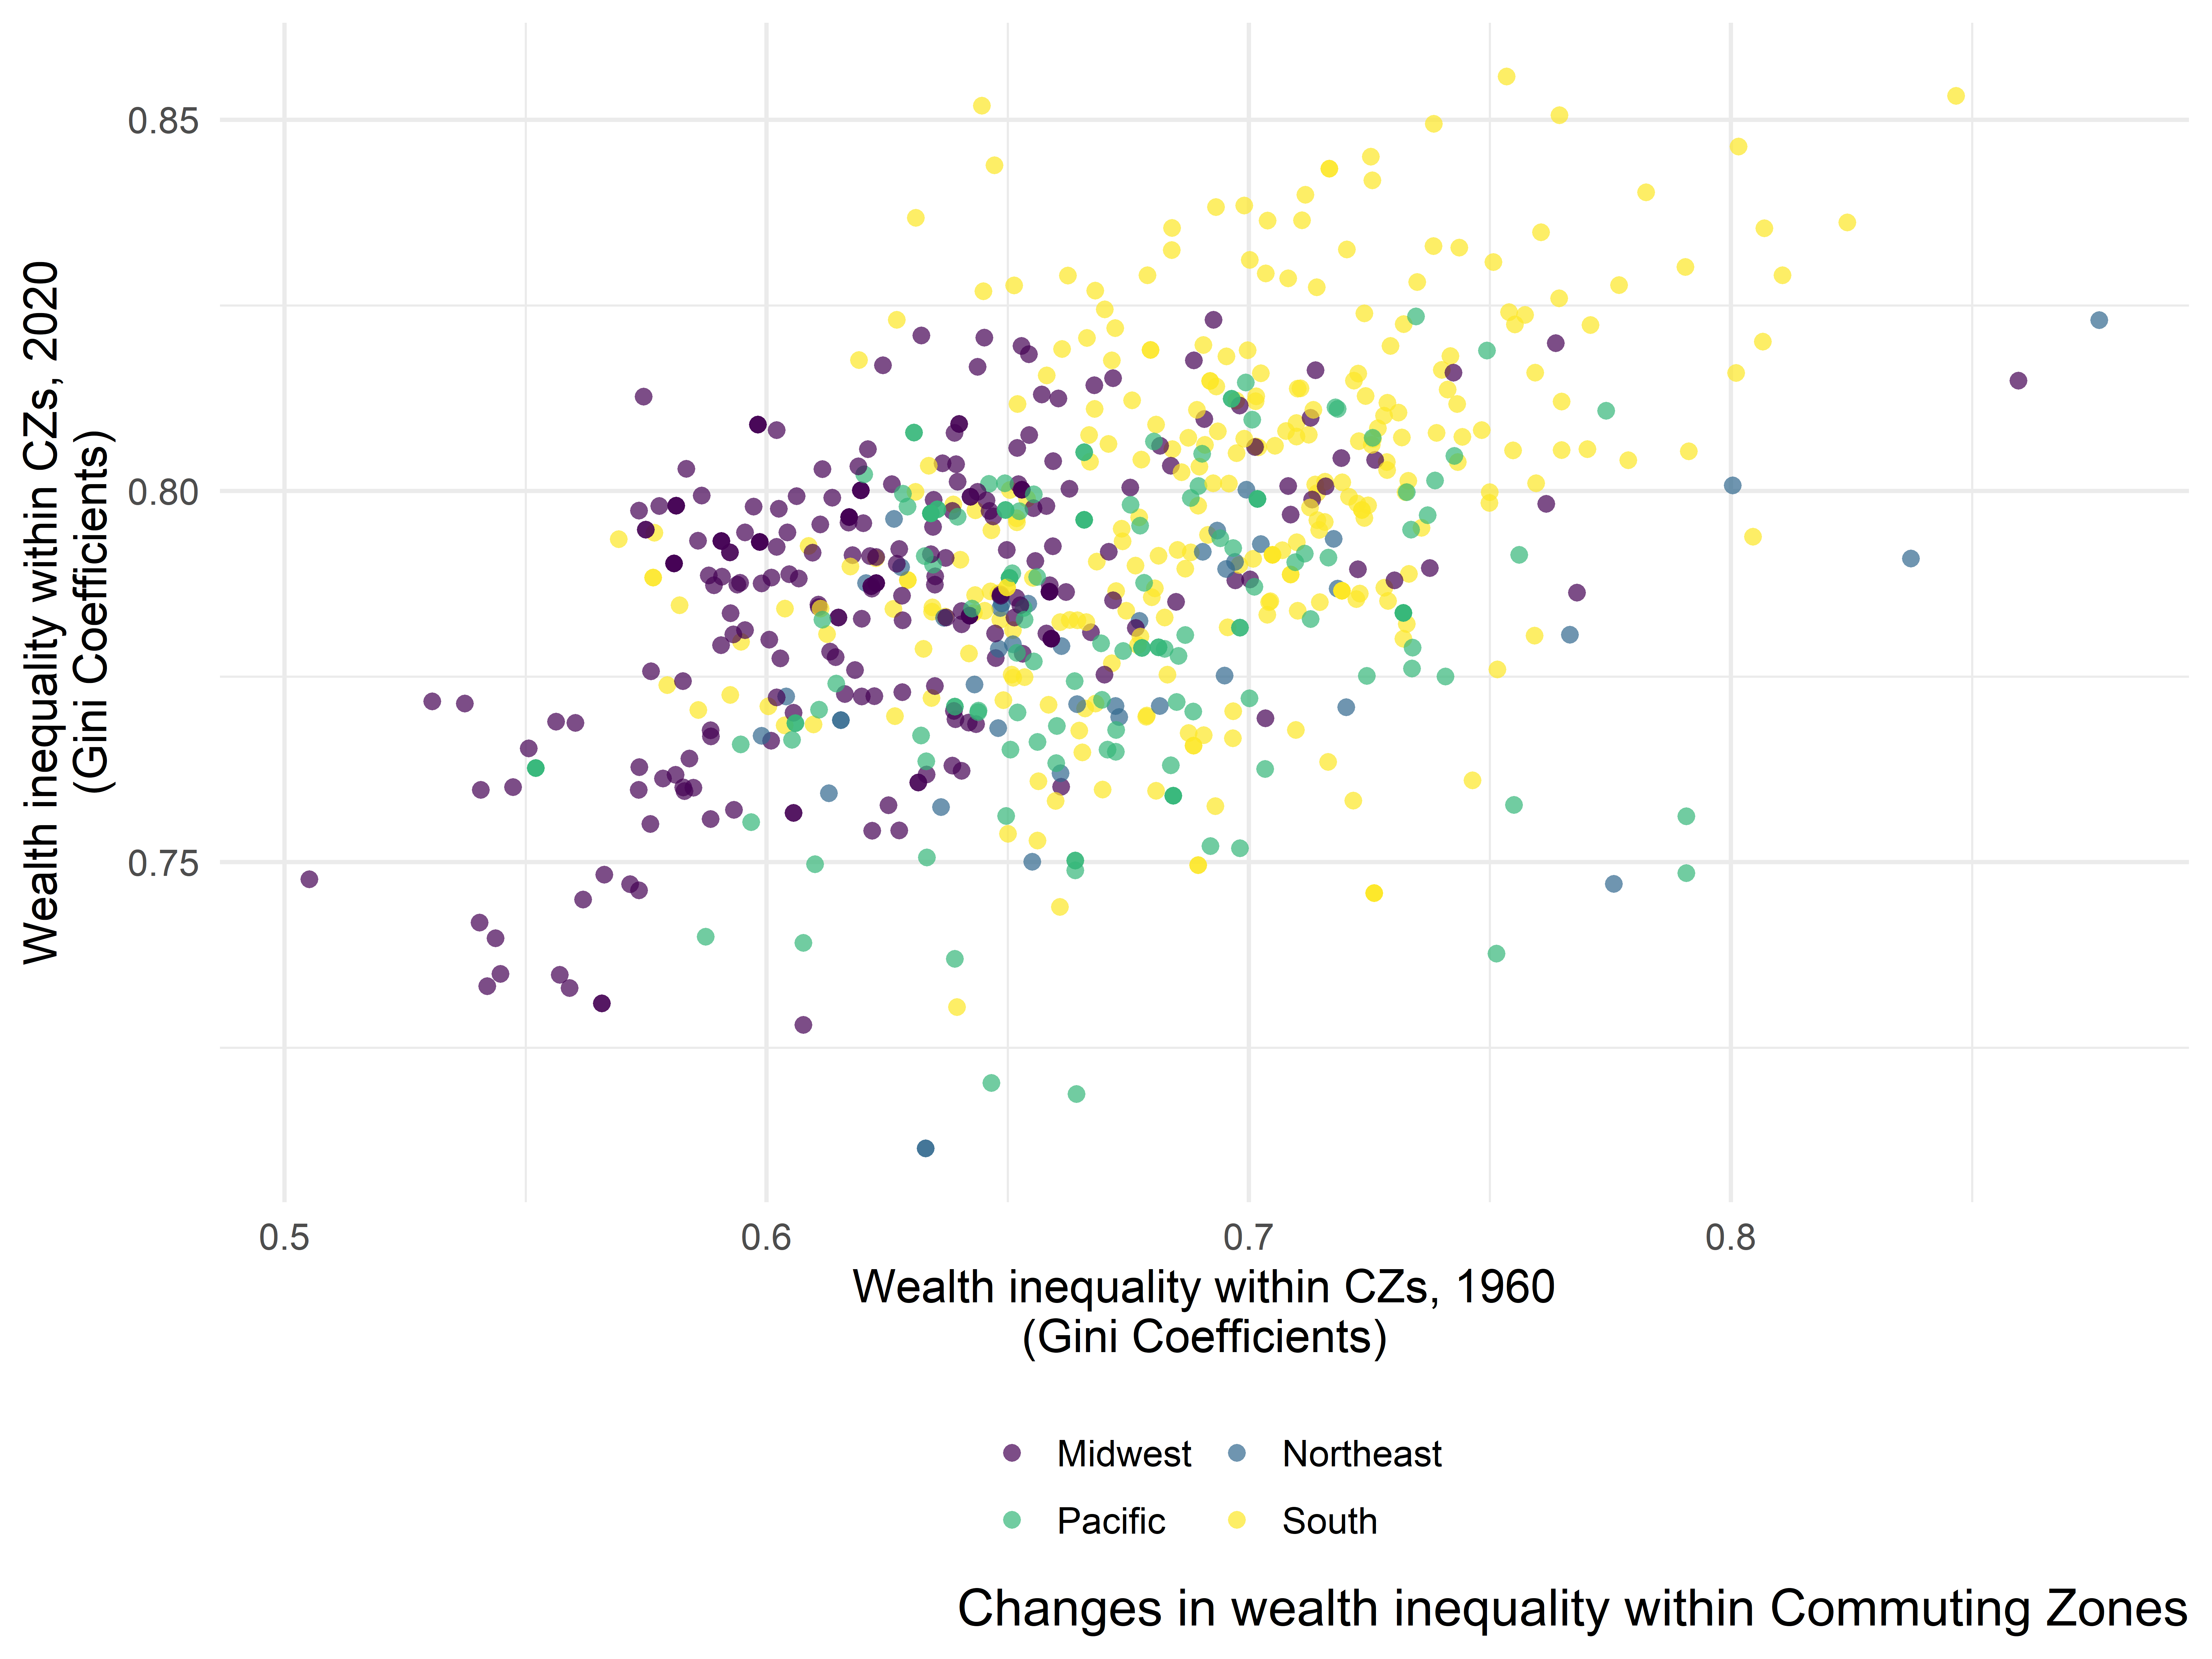 Wealth inequality within CZs, 2020
(Gini Coefficients)
0.85
0.80
0.75
0.5 0.6 0.7 0.8
Wealth inequality within CZs, 1960
(Gini Coefficients)
Midwest Northeast
Pacific South
Changes in wealth inequality within Commuting Zones